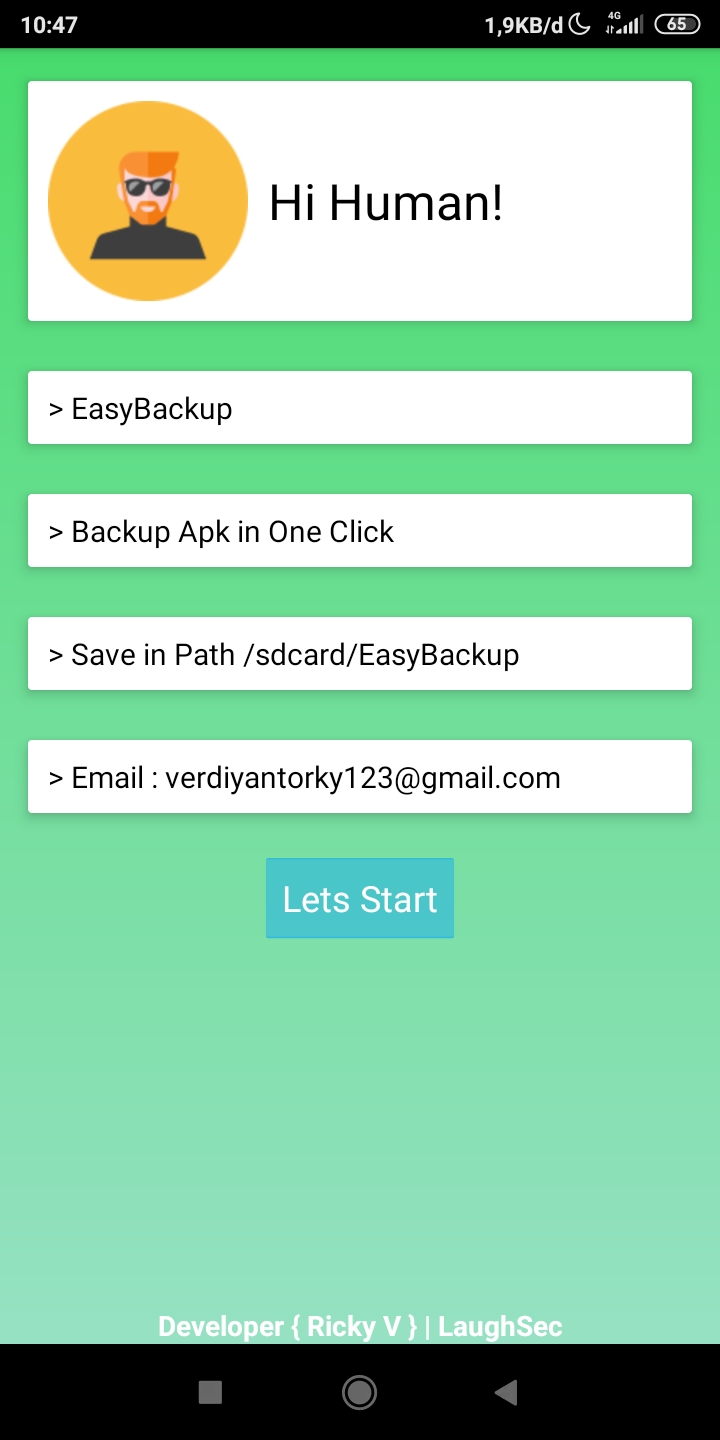 10:47
1,9KB/d 4G 65
Hi Human!
> EasyBackup
> Backup Apk in One Click
> Save in Path /sdcard/EasyBackup
> Email : verdiyantorky123@gmail.com
Lets Start
Developer { Ricky V } | LaughSec